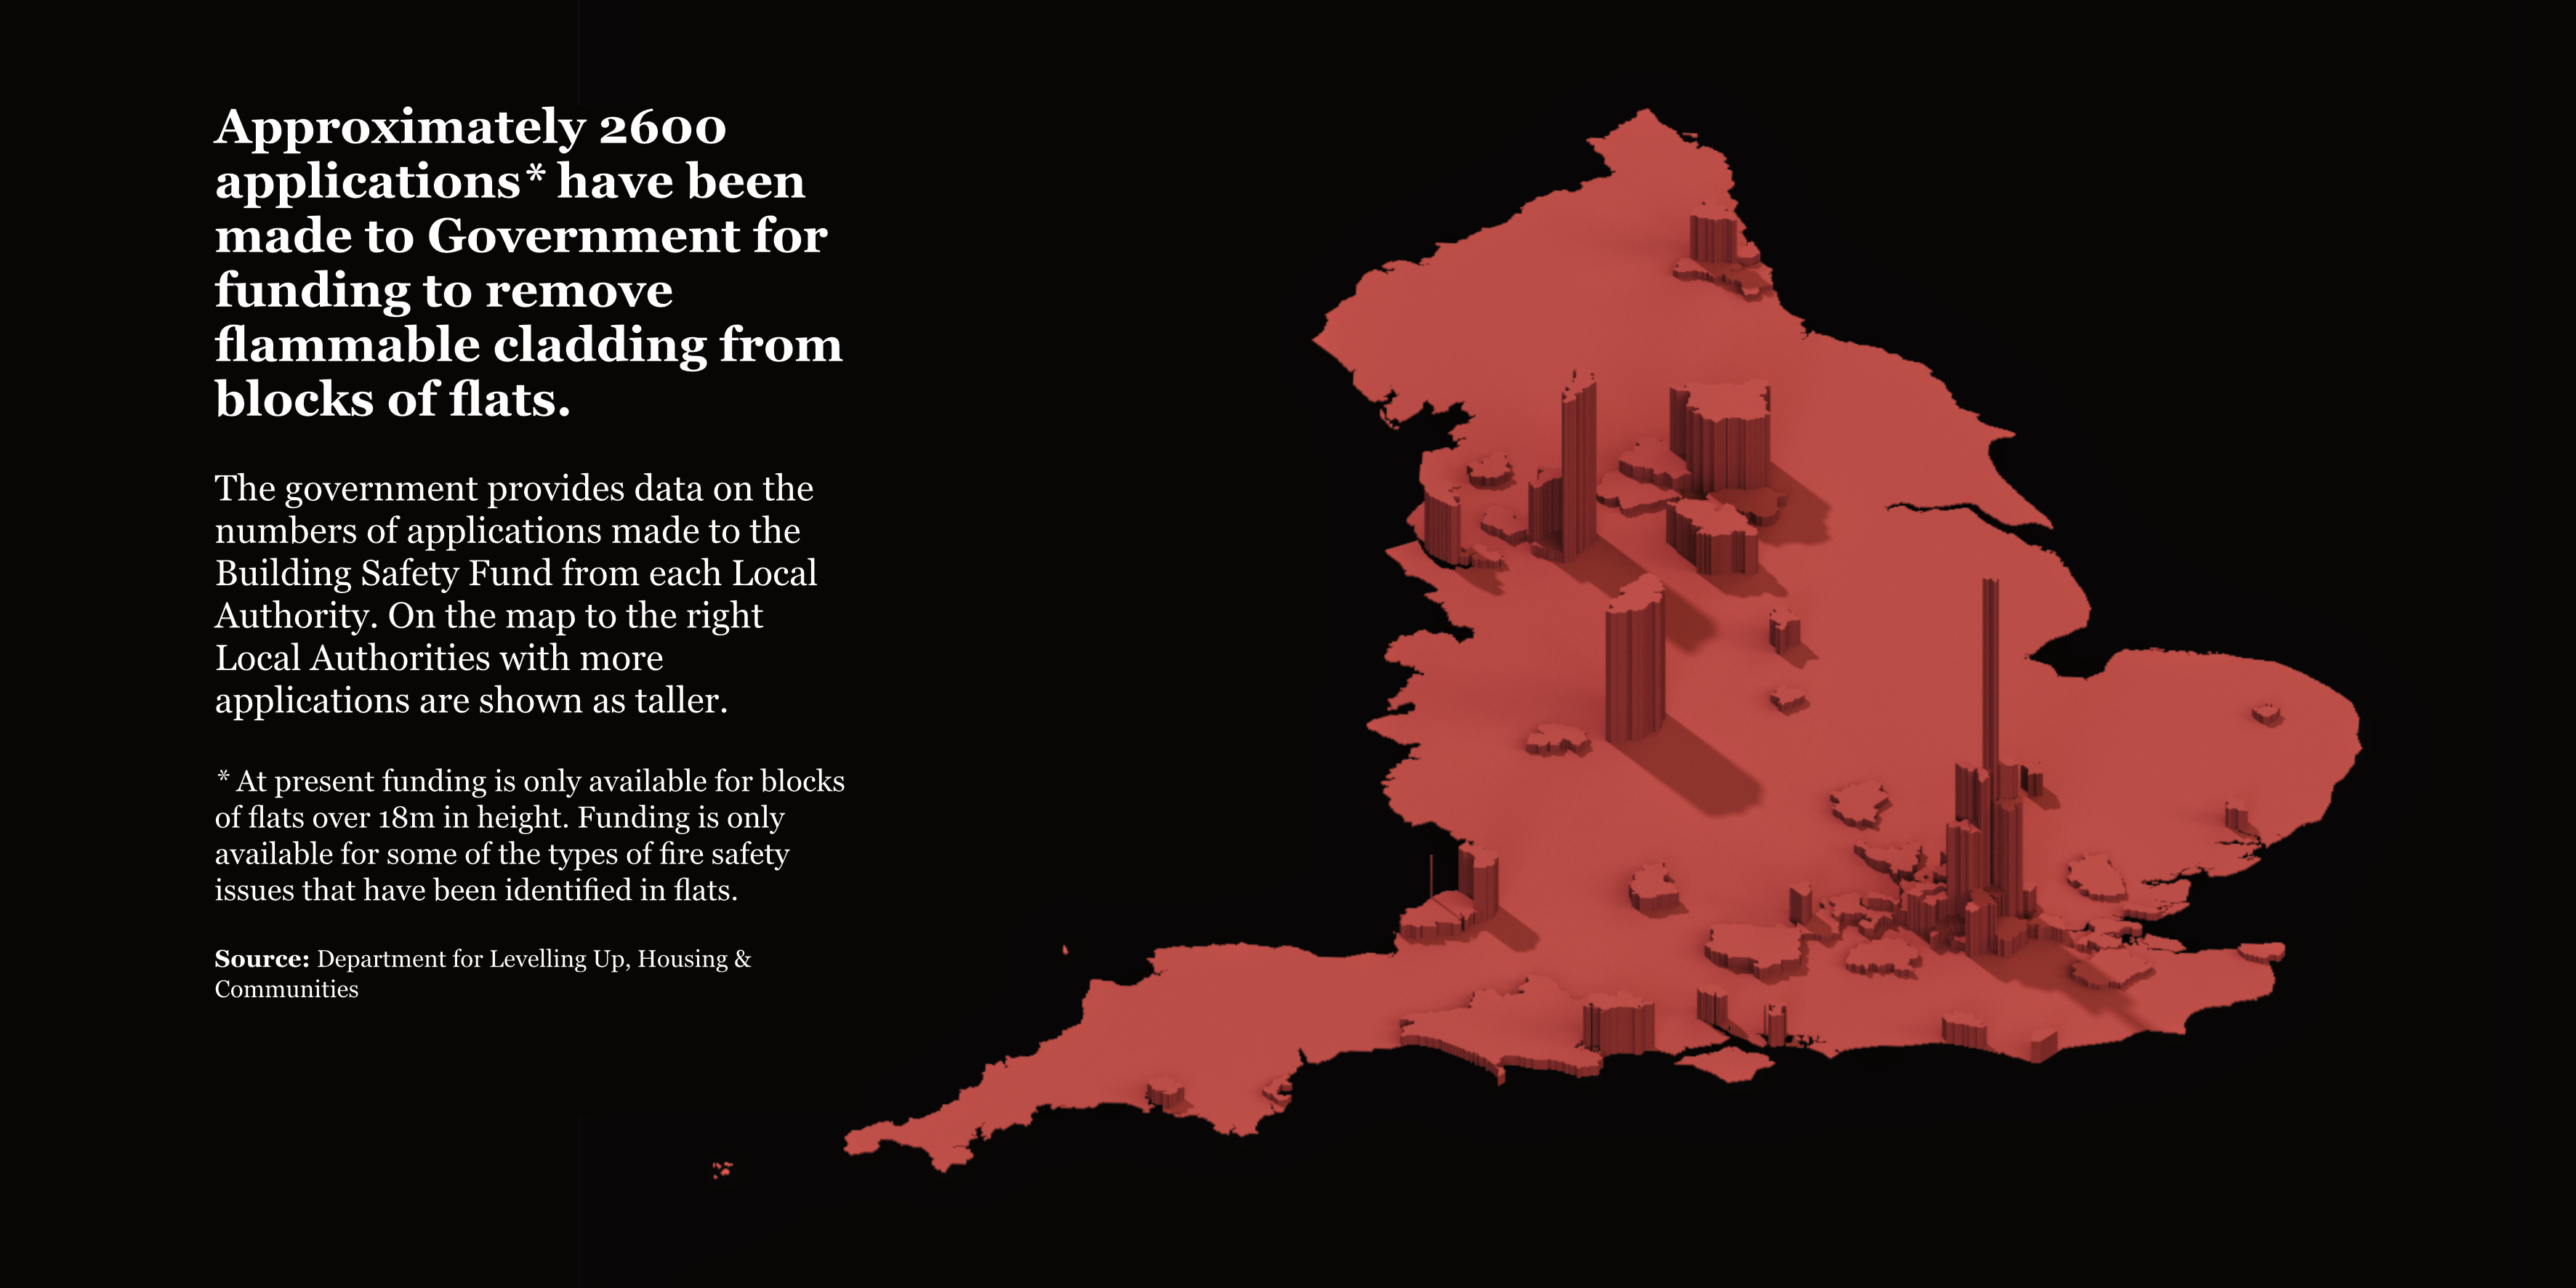 Approximately 2600
applications* have been
made to Government for
funding to remove
flammable cladding from
blocks of flats.
The government provides data on the
numbers of applications made to the
Building Safety Fund from each Local
Authority. On the map to the right
Local Authorities with more
applications are shown as taller.
* At present funding is only available for blocks
of flats over 18m in height. Funding is only
available for some of the types of fire safety
issues that have been identified in flats.
Source: Department for Levelling Up, Housing &
Communities